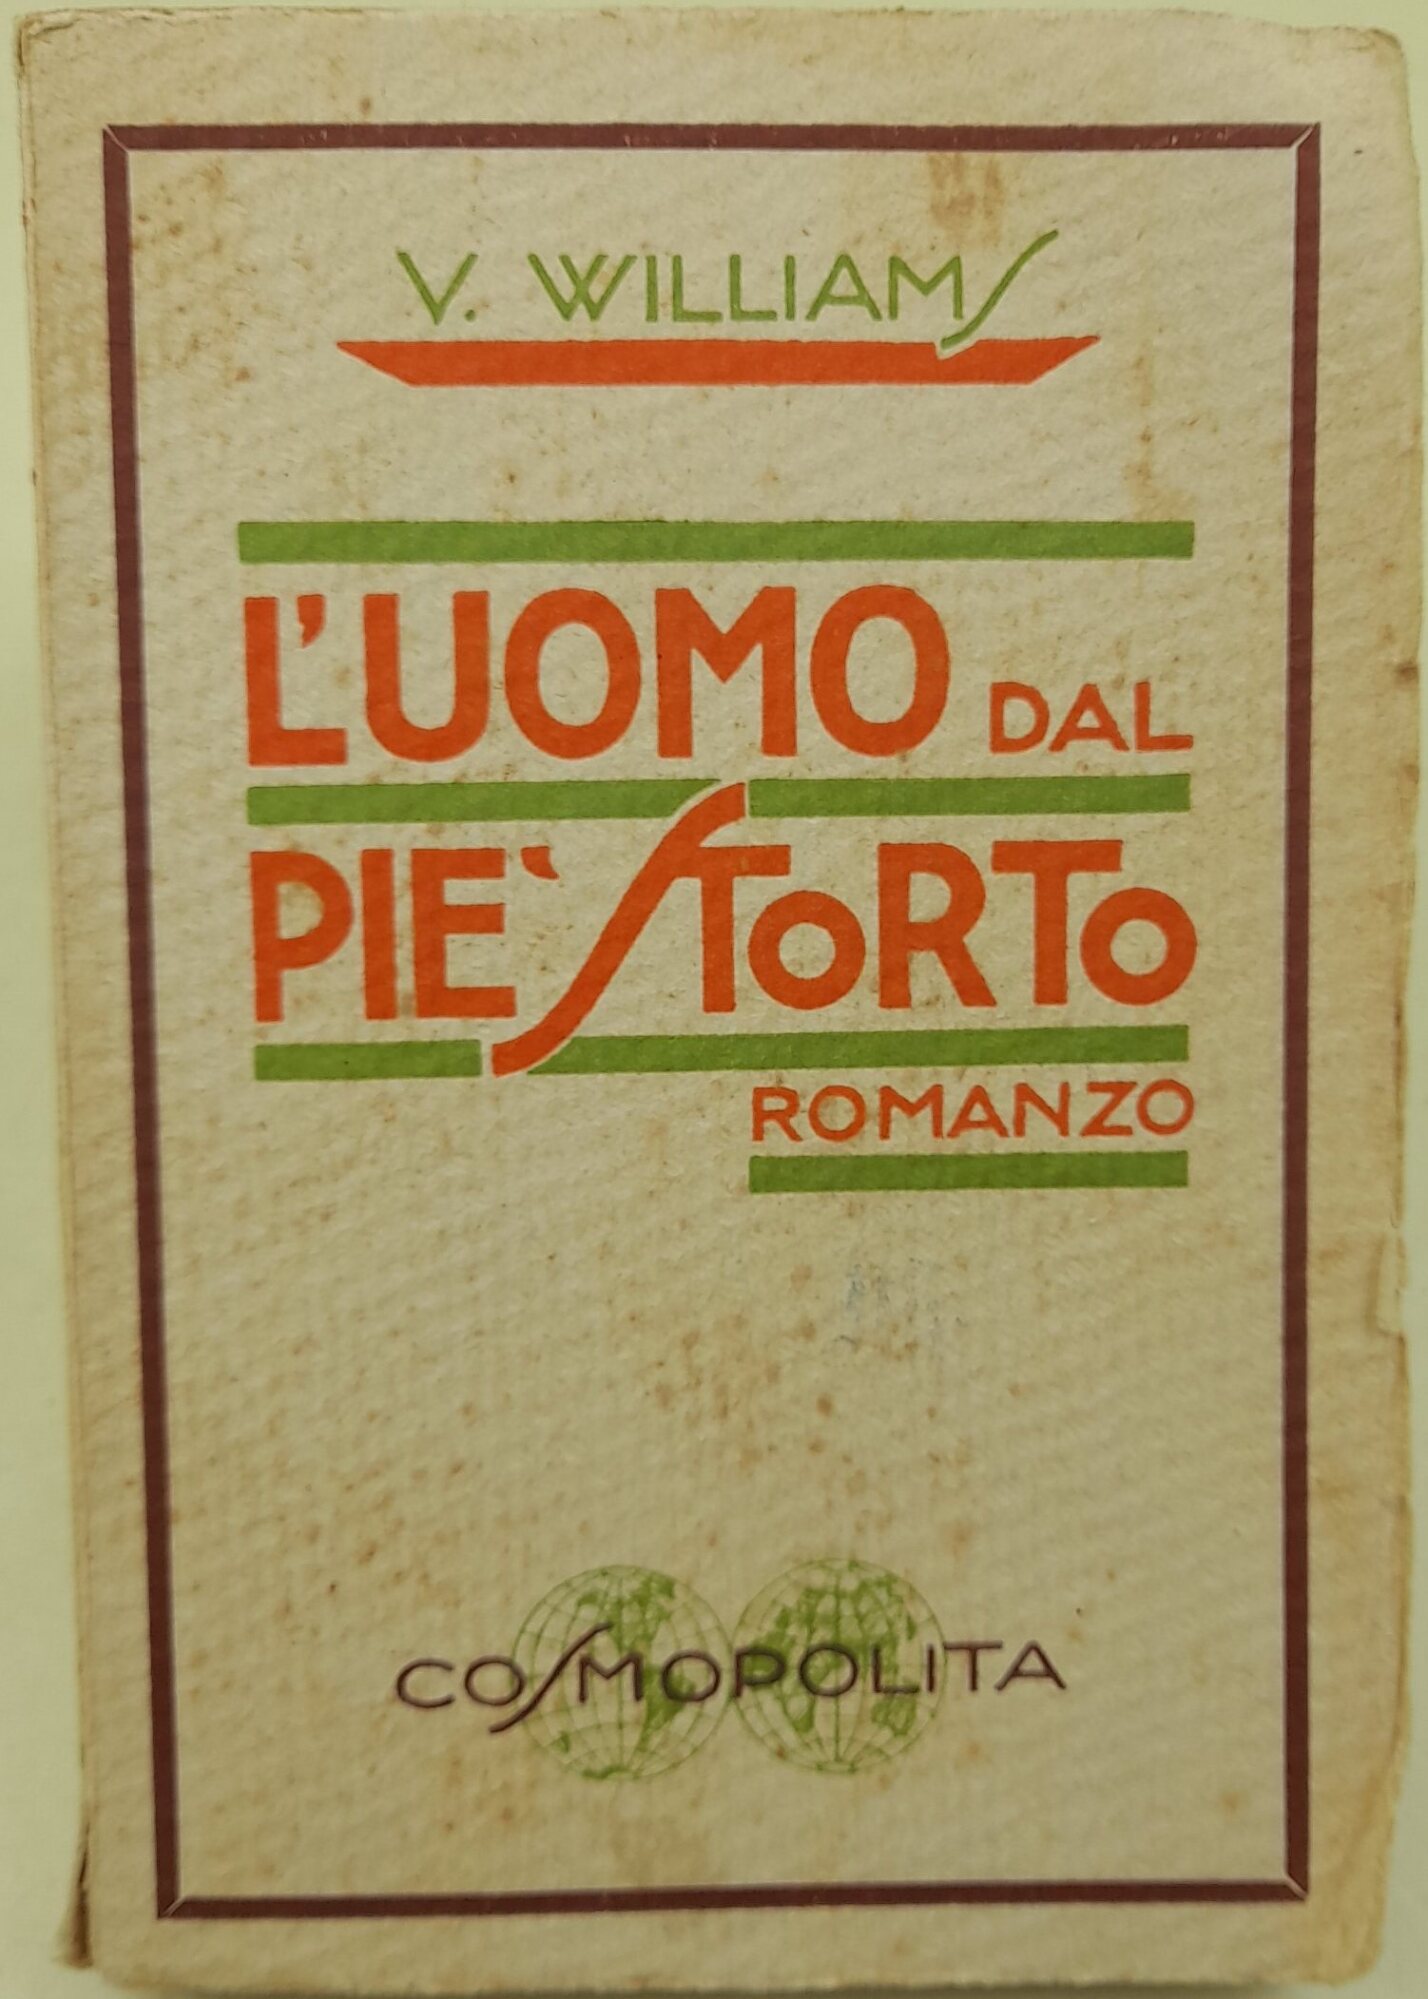 V. WILLIAMS
L'UOMO DAL
PIE' STORTO
ROMANZO
COSMOPOLITA